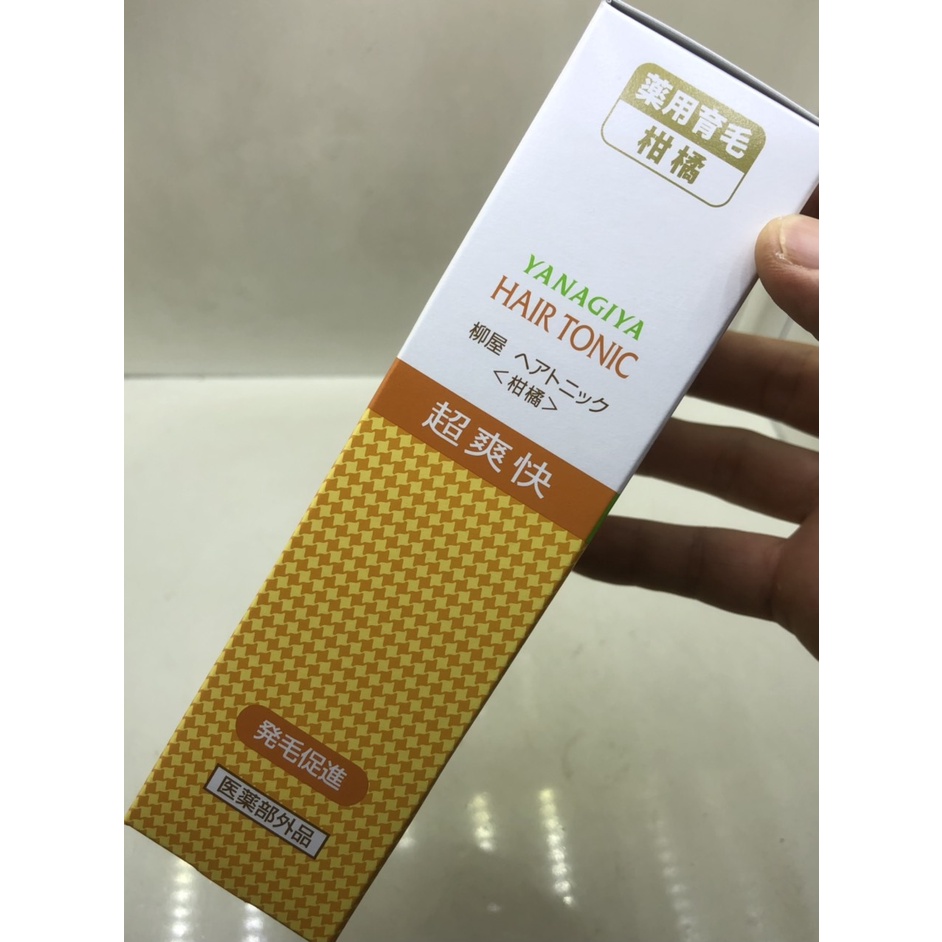 薬用育毛
柑橘
YANAGIYA
HAIR TONIC
柳屋 ヘアトニック
<柑橘>
超爽快
発毛促進
医薬部外品